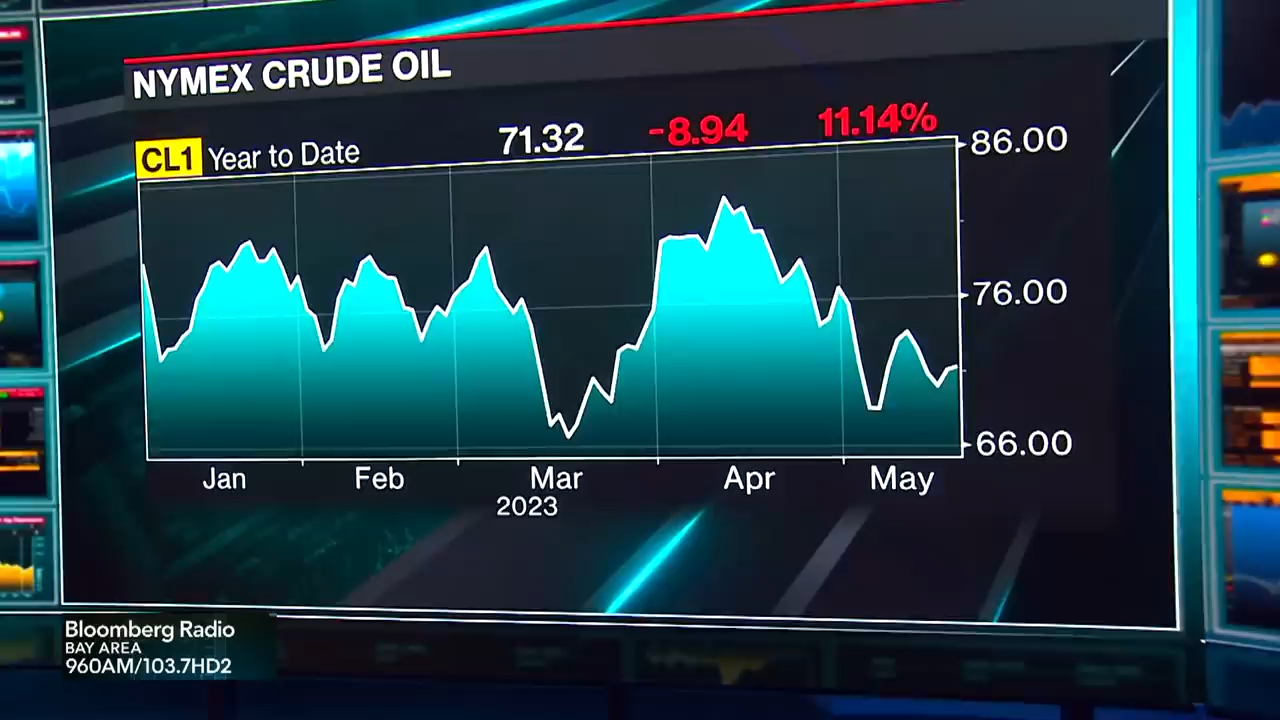 NYMEX CRUDE OIL
CL1 Year to Date 71.32 -8.94 11.14%
86.00
76.00
66.00
Jan Feb Mar Apr May
2023
Bloomberg Radio
BAY AREA
960AM/103.7HD2